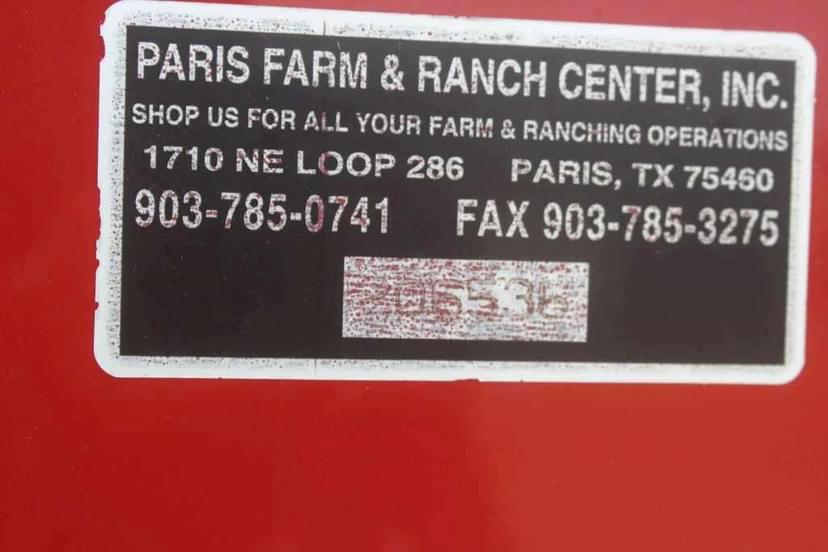 PARIS FARM & RANCH CENTER, INC.
SHOP US FOR ALL YOUR FARM & RANCHING OPERATIONS
1710 NE LOOP 286 PARIS, TX 75460
903-785-0741 FAX 903-785-3275